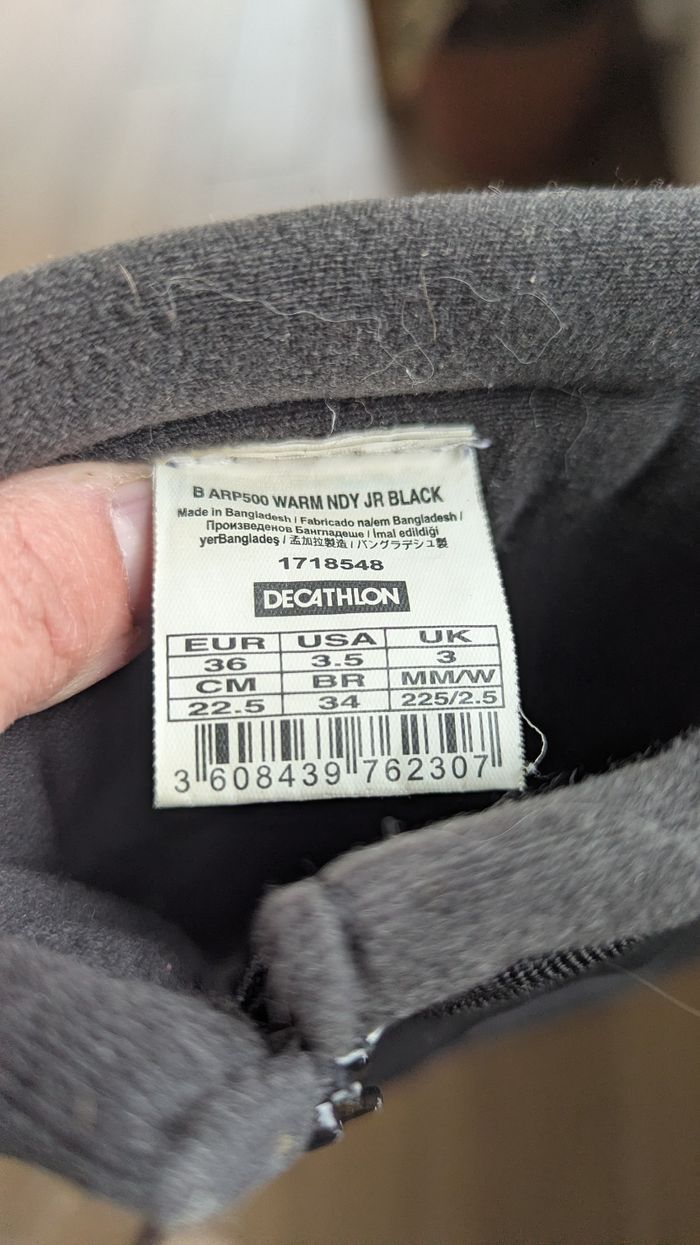 B ARP500 WARM NDY JR BLACK
Made in Bangladesh / Fabricado nalem Bangladesh /
Произведенов Бангладеше / İmal edildiği
yerBangladeş / 孟加拉製造 / バングラデシュ製
1718548
DECATHLON
EUR USA UK
36 3.5 3
CM BR MM/W
22.5 34 225/2.5
3 608439 762307